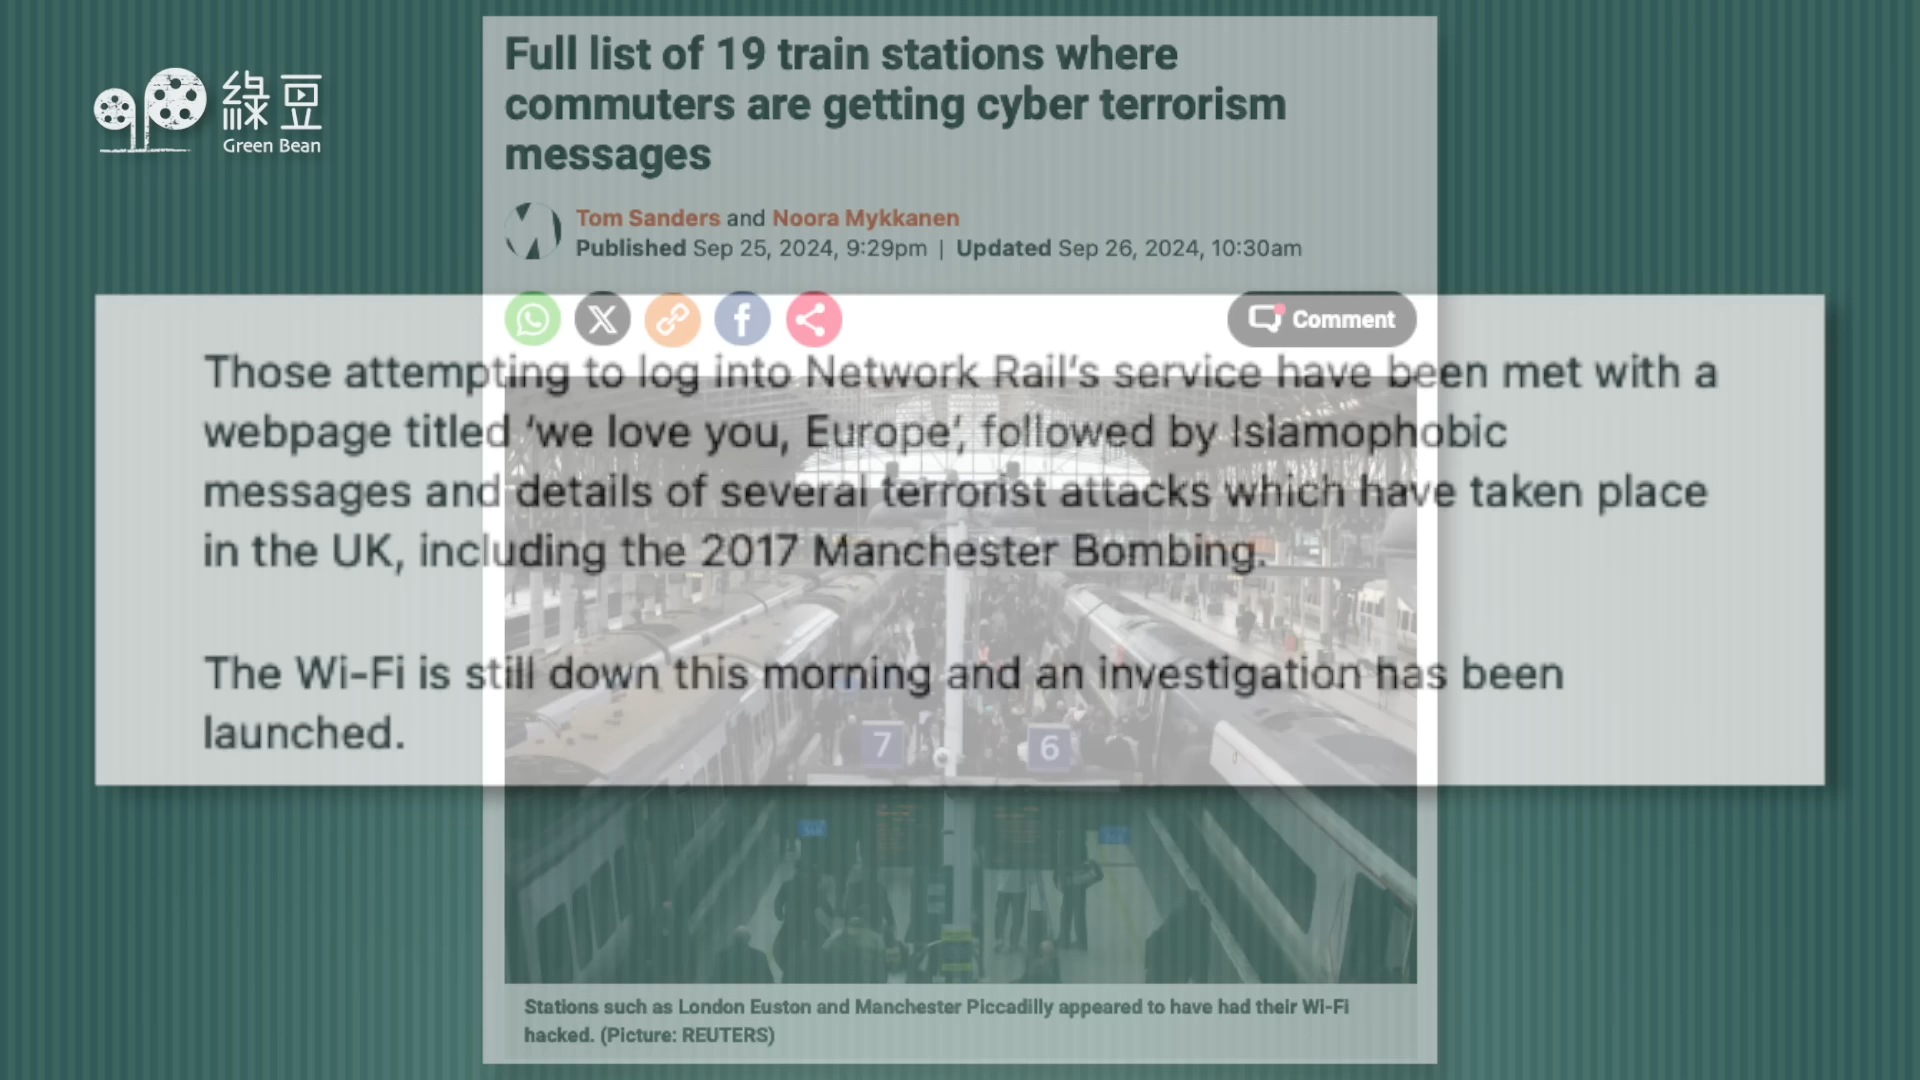 綠豆
Green Bean
Full list of 19 train stations where
commuters are getting cyber terrorism
messages
Tom Sanders and Noora Mykkanen
Published Sep 25, 2024, 9:29pm | Updated Sep 26, 2024, 10:30am
Comment
Those attempting to log into Network Rail's service have been met with a
webpage titled 'we love you, Europe', followed by Islamophobic
messages and details of several terrorist attacks which have taken place
in the UK, including the 2017 Manchester Bombing.
The Wi-Fi is still down this morning and an investigation has been
launched.
7
6
Stations such as London Euston and Manchester Piccadilly appeared to have had their Wi-Fi
hacked. (Picture: REUTERS)